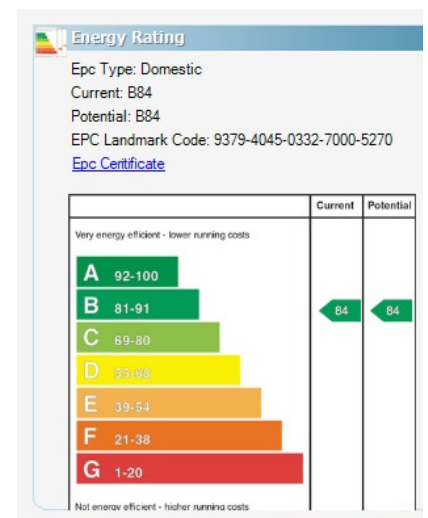 Energy Rating
Epc Type: Domestic
Current: B84
Potential: B84
EPC Landmark Code: 9379-4045-0332-7000-5270
Epc Certificate
Current Potential
Very energy efficient - lower running costs
A 92-100
B 81-91 84 84
C 69-80
D 55-68
E 39-54
F 21-38
G 1-20
Not energy efficient - higher running costs